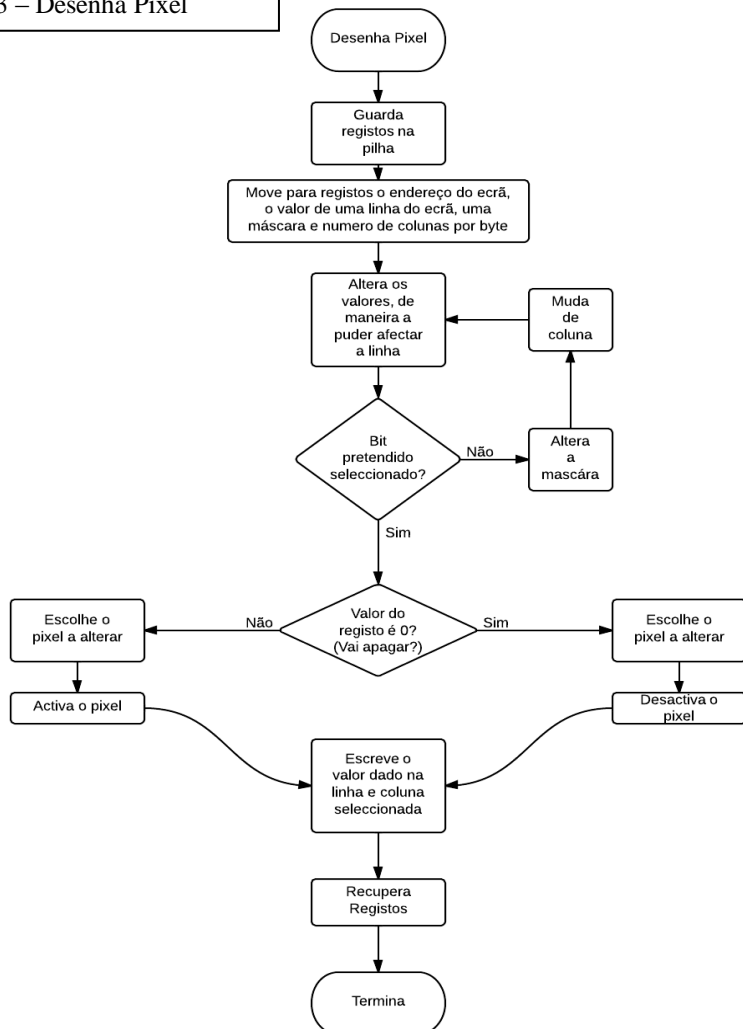 3 – Desenha Pixel
Desenha Pixel
Guarda
registos na
pilha
Move para registos o endereço do ecrã,
o valor de uma linha do ecrã, uma
máscara e numero de colunas por byte
Altera os
valores, de
maneira a
puder afectar
a linha
Muda
de
coluna
Bit
pretendido
seleccionado?
Não
Altera
a
mascára
Sim
Valor do
registo é 0?
(Vai apagar?)
Não
Sim
Escolhe o
pixel a alterar
Escolhe o
pixel a alterar
Activa o pixel
Desactiva o
pixel
Escreve o
valor dado na
linha e coluna
seleccionada
Recupera
Registos
Termina